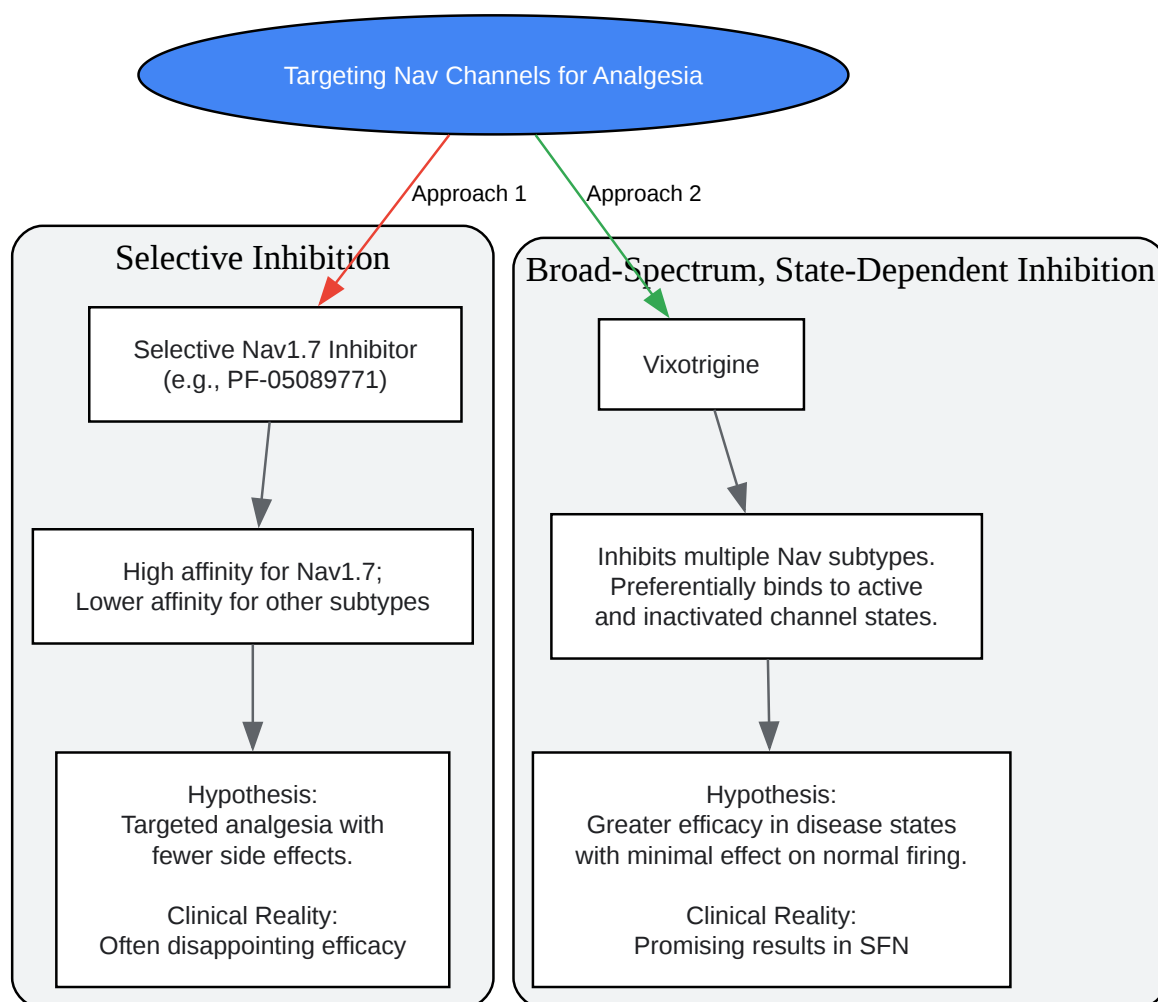 Targeting Nav Channels for Analgesia
Approach 1
Approach 2
Selective Inhibition
Selective Nav1.7 Inhibitor
(e.g., PF-05089771)
High affinity for Nav1.7;
Lower affinity for other subtypes
Hypothesis:
Targeted analgesia with
fewer side effects.
Clinical Reality:
Often disappointing efficacy
Broad-Spectrum, State-Dependent Inhibition
Vixotrigine
Inhibits multiple Nav subtypes.
Preferentially binds to active
and inactivated channel states.
Hypothesis:
Greater efficacy in disease states
with minimal effect on normal firing.
Clinical Reality:
Promising results in SFN